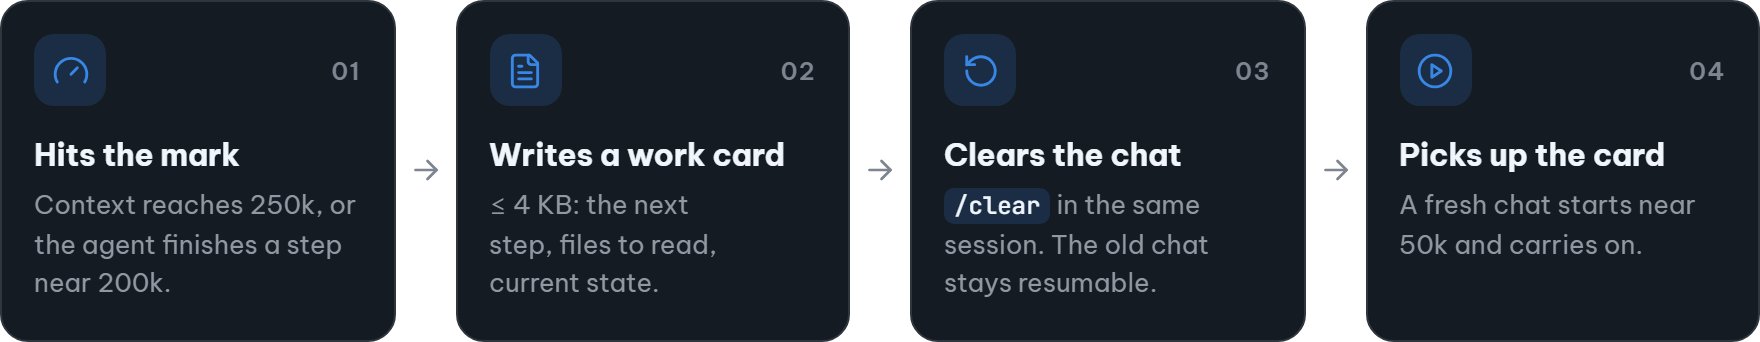 01
Hits the mark
Context reaches 250k, or
the agent finishes a step
near 200k.
02
Writes a work card
≤ 4 KB: the next
step, files to read,
current state.
03
Clears the chat
/clear in the same
session. The old chat
stays resumable.
04
Picks up the card
A fresh chat starts near
50k and carries on.